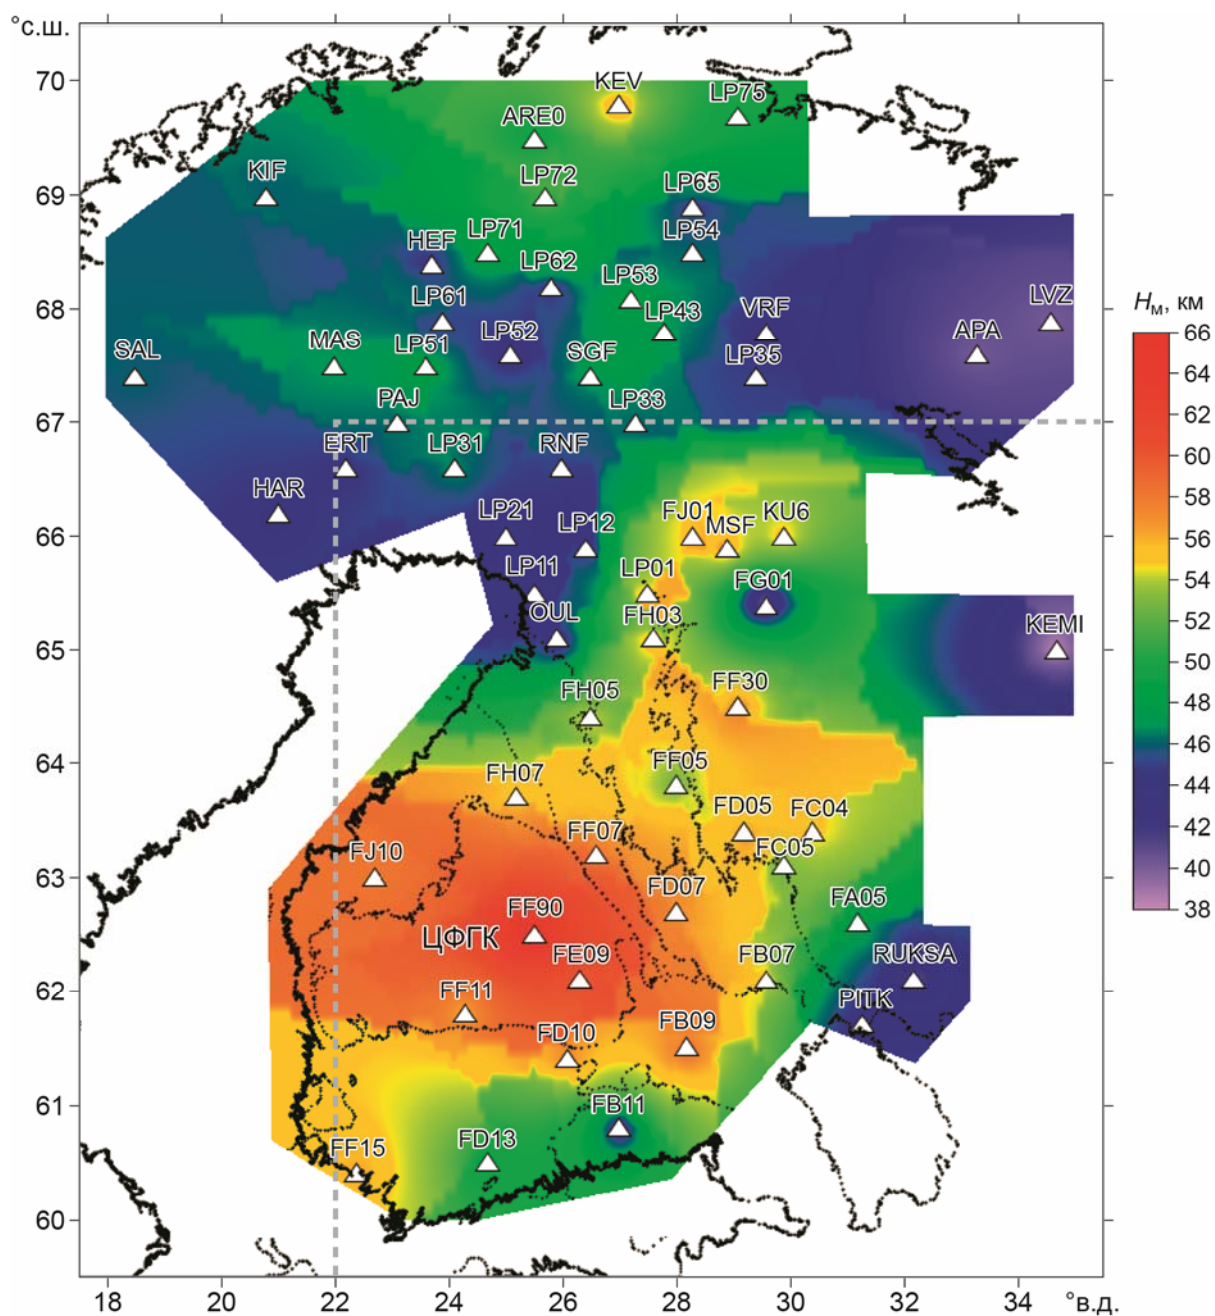 °с.ш.
70
KEV
LP75
ARE0
LP72
KIF
69
LP65
LP71
LP54
HEF
LP62
LP53
LP61
68
LP43
VRF
LVZ
Hм, км
LP52
APA
66
SAL
MAS
LP51
SGF
LP35
64
PAJ
LP33
67
62
ERT
LP31
RNF
60
HAR
58
LP21
LP12
FJ01
MSF
KU6
66
56
LP11
LP01
FG01
54
OUL
FH03
KEMI
65
52
FH05
FF30
50
48
64
FH07
FF05
46
FD05
FC04
44
FJ10
FF07
FC05
63
42
FD07
FA05
40
FF90
ЦФГК
38
FE09
FB07
RUKSA
62
FF11
PITK
FD10
FB09
61
FB11
FF15
FD13
60
18
20
22
24
26
28
30
32
34
°в.д.